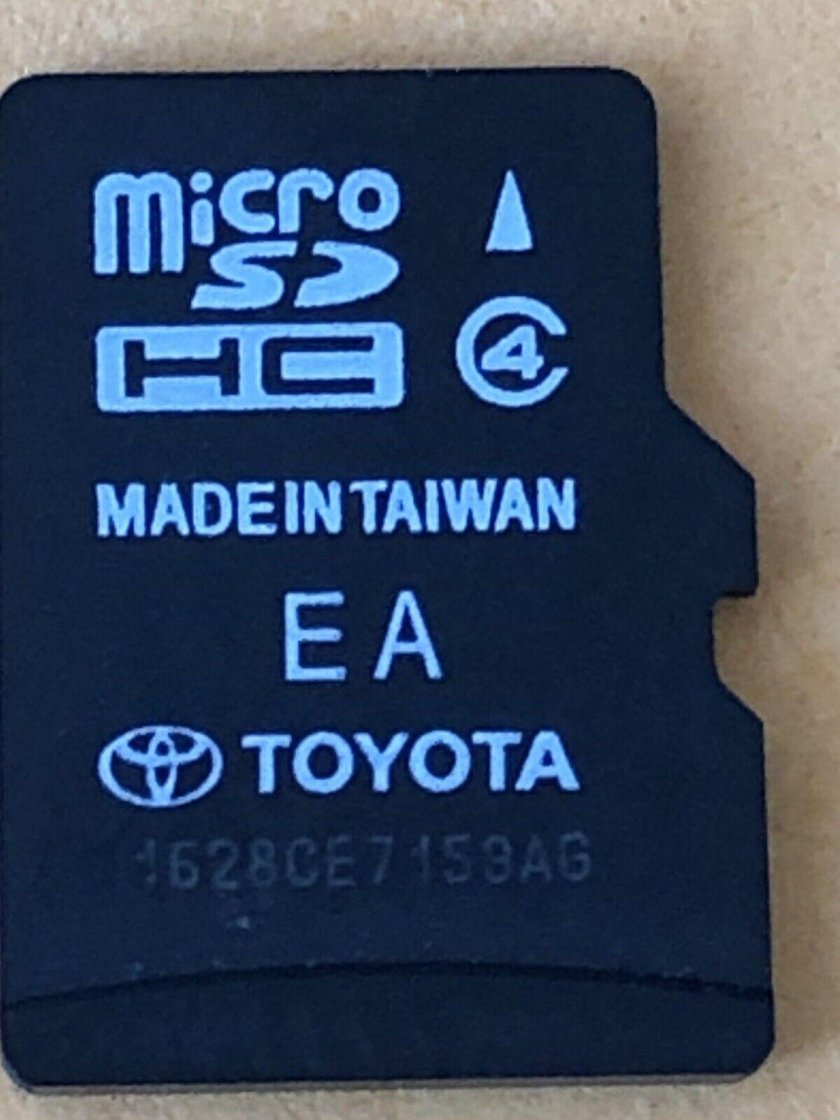 micro
SD
HC
4
MADE IN TAIWAN
EA
TOYOTA
1628CE7159AG